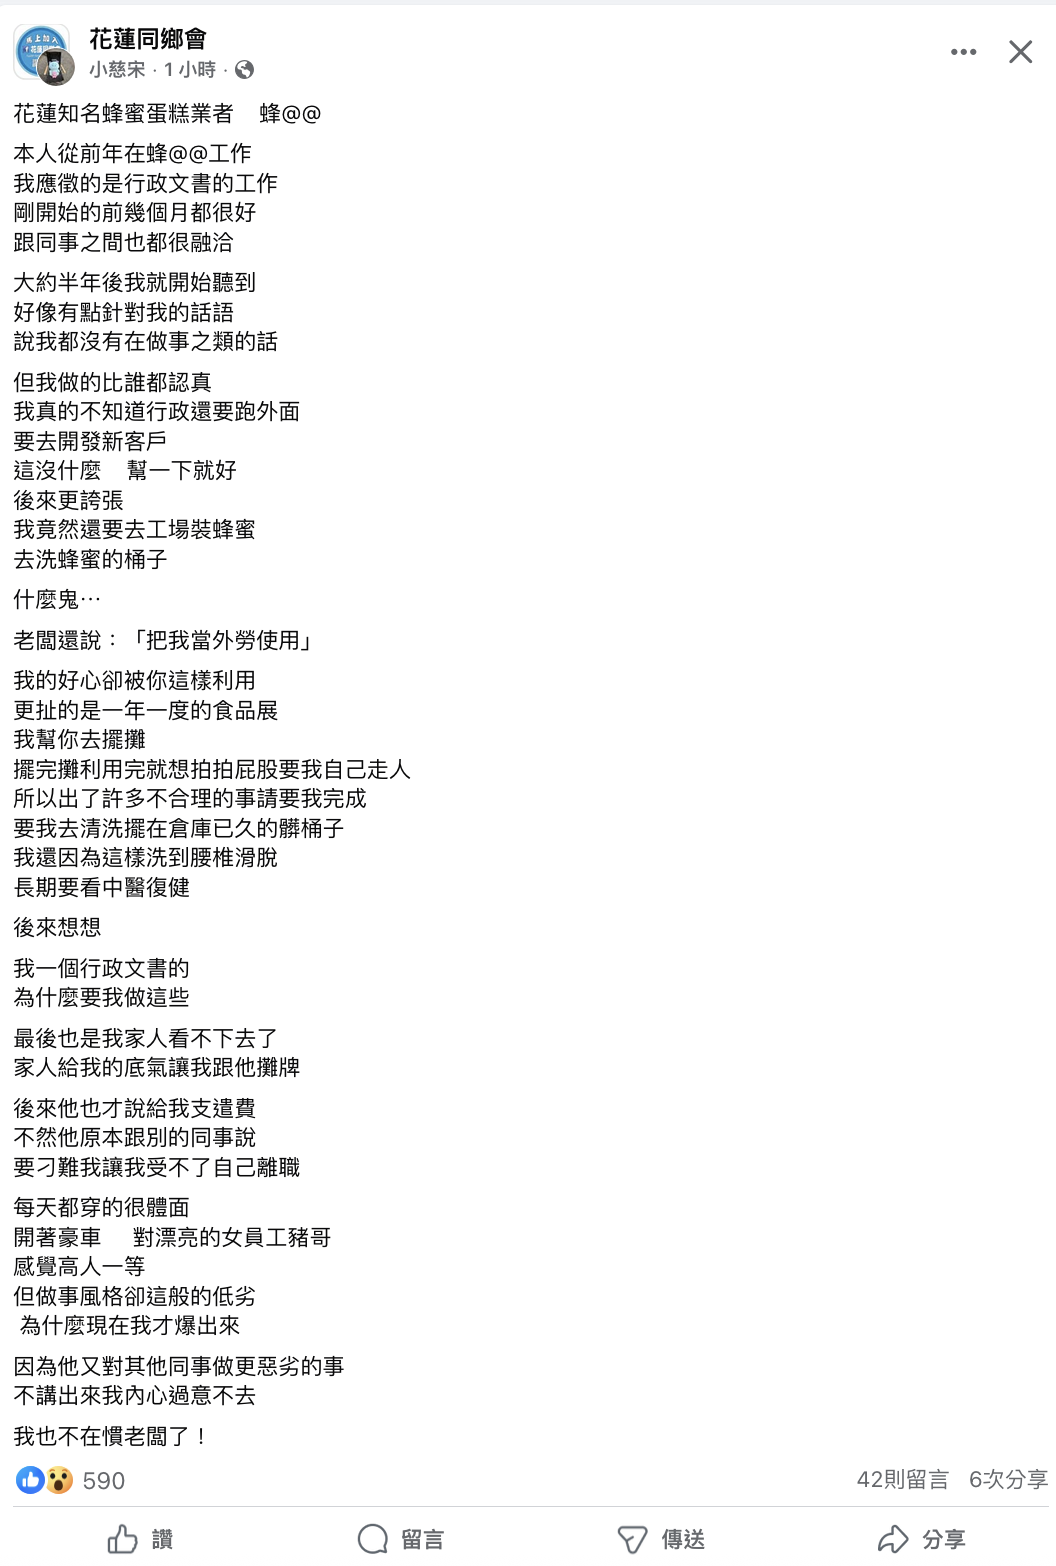 花蓮同鄉會
小慈宋 · 1 小時 ·
花蓮知名蜂蜜蛋糕業者 蜂@@
本人從前年在蜂@@工作
我應徵的是行政文書的工作
剛開始的前幾個月都很好
跟同事之間也都很融洽
大約半年後我就開始聽到
好像有點針對我的話語
說我都沒有在做事之類的話
但我做的比誰都認真
我真的不知道行政還要跑外面
要去開發新客戶
這沒什麼 幫一下就好
後來更誇張
我竟然還要去工場裝蜂蜜
去洗蜂蜜的桶子
什麼鬼…
老闆還說：「把我當外勞使用」
我的好心卻被你這樣利用
更扯的是一年一度的食品展
我幫你去擺攤
擺完攤利用完就想拍拍屁股要我自己走人
所以出了許多不合理的事請要我完成
要我去清洗擺在倉庫已久的髒桶子
我還因為這樣洗到腰椎滑脫
長期要看中醫復健
後來想想
我一個行政文書的
為什麼要我做這些
最後也是我家人看不下去了
家人給我的底氣讓我跟他攤牌
後來他也才說給我支遣費
不然他原本跟別的同事說
要刁難我讓我受不了自己離職
每天都穿的很體面
開著豪車 對漂亮的女員工豬哥
感覺高人一等
但做事風格卻這般的低劣
為什麼現在我才爆出來
因為他又對其他同事做更惡劣的事
不講出來我內心過意不去
我也不在慣老闆了！
590 42則留言 6次分享
讚 留言 傳送 分享